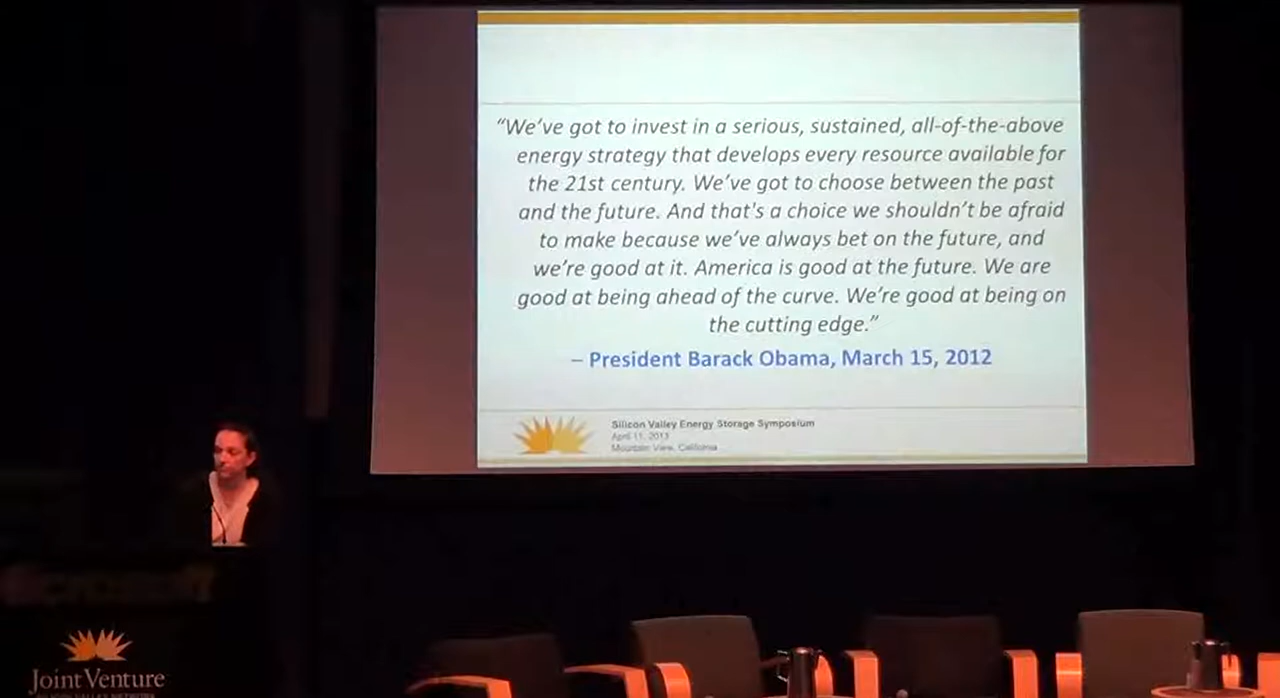 “We’ve got to invest in a serious, sustained, all-of-the-above
energy strategy that develops every resource available for
the 21st century. We’ve got to choose between the past
and the future. And that's a choice we shouldn’t be afraid
to make because we’ve always bet on the future, and
we’re good at it. America is good at the future. We are
good at being ahead of the curve. We’re good at being on
the cutting edge.”
– President Barack Obama, March 15, 2012
Silicon Valley Energy Storage Symposium
April 11, 2013
Mountain View, California
Microsoft
Joint Venture
SILICON VALLEY NETWORK